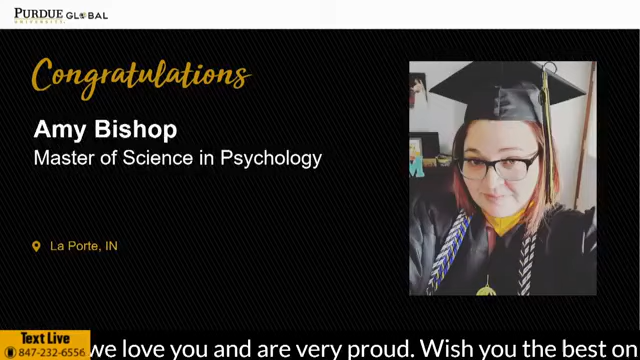 PURDUE GLOBAL
UNIVERSITY
Congratulations
Amy Bishop
Master of Science in Psychology
La Porte, IN
Text Live
847-232-6556
we love you and are very proud. Wish you the best on